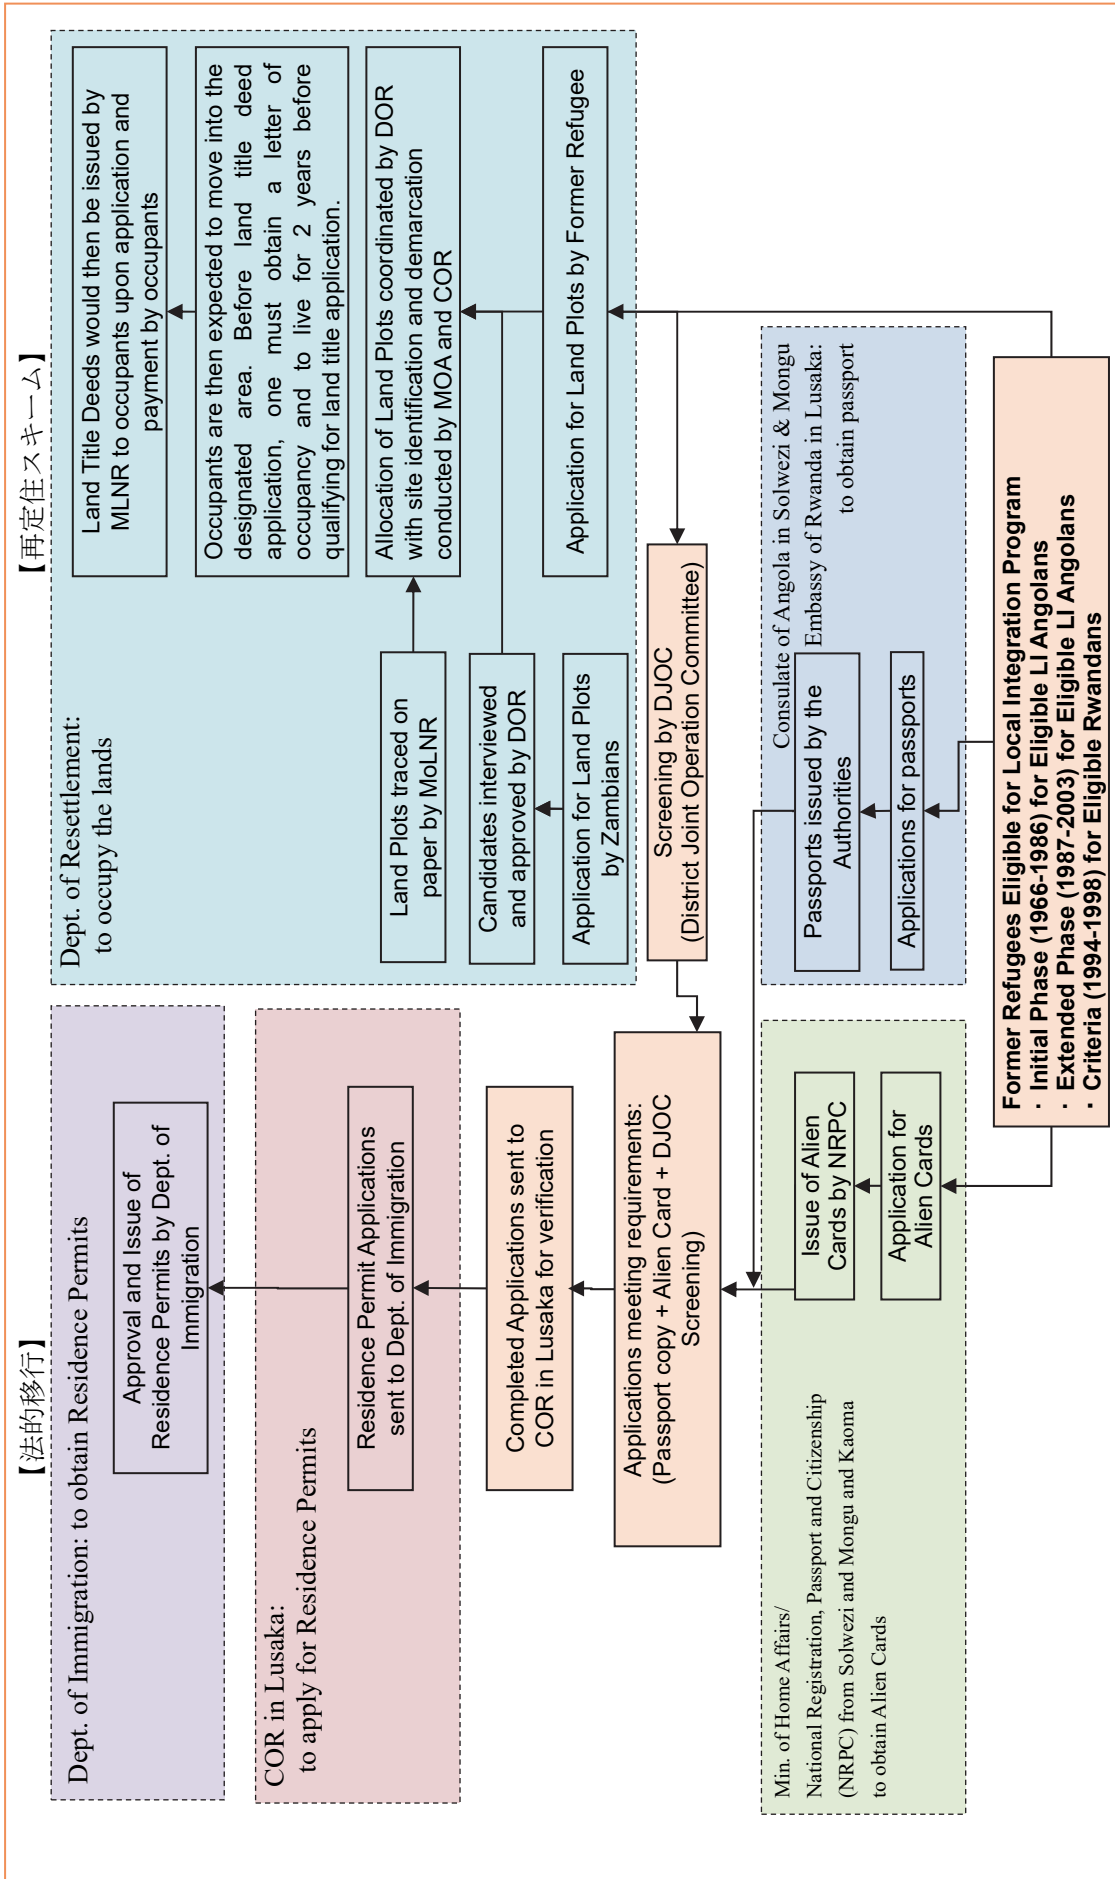 【法的移行】
Dept. of Immigration: to obtain Residence Permits
Approval and Issue of
Residence Permits by Dept. of
Immigration
COR in Lusaka:
to apply for Residence Permits
Residence Permit Applications
sent to Dept. of Immigration
Completed Applications sent to
COR in Lusaka for verification
Applications meeting requirements:
(Passport copy + Alien Card + DJOC
Screening)
Min. of Home Affairs/
National Registration, Passport and Citizenship
(NRPC) from Solwezi and Mongu and Kaoma
to obtain Alien Cards
Issue of Alien
Cards by NRPC
Application for
Alien Cards
【再定住スキーム】
Dept. of Resettlement:
to occupy the lands
Land Title Deeds would then be issued by
MLNR to occupants upon application and
payment by occupants
Occupants are then expected to move into the
designated area. Before land title deed
application, one must obtain a letter of
occupancy and to live for 2 years before
qualifying for land title application.
Land Plots traced on
paper by MoLNR
Allocation of Land Plots coordinated by DOR
with site identification and demarcation
conducted by MOA and COR
Candidates interviewed
and approved by DOR
Application for Land Plots
by Zambians
Application for Land Plots by Former Refugee
Screening by DJOC
(District Joint Operation Committee)
Consulate of Angola in Solwezi & Mongu
Embassy of Rwanda in Lusaka:
to obtain passport
Passports issued by the
Authorities
Applications for passports
Former Refugees Eligible for Local Integration Program
· Initial Phase (1966-1986) for Eligible LI Angolans
· Extended Phase (1987-2003) for Eligible LI Angolans
· Criteria (1994-1998) for Eligible Rwandans